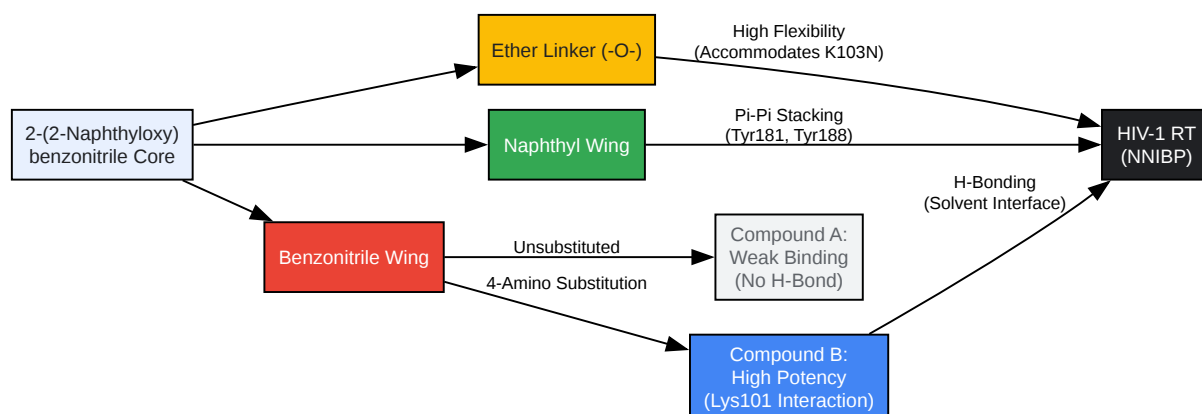 High Flexibility
(Accommodates K103N)
Ether Linker (-O-)
2-(2-Naphthyloxy)
benzonitrile Core
Pi-Pi Stacking
(Tyr181, Tyr188)
Naphthyl Wing
HIV-1 RT
(NNIBP)
H-Bonding
(Solvent Interface)
Benzonitrile Wing
Unsubstituted
Compound A:
Weak Binding
(No H-Bond)
4-Amino Substitution
Compound B:
High Potency
(Lys101 Interaction)